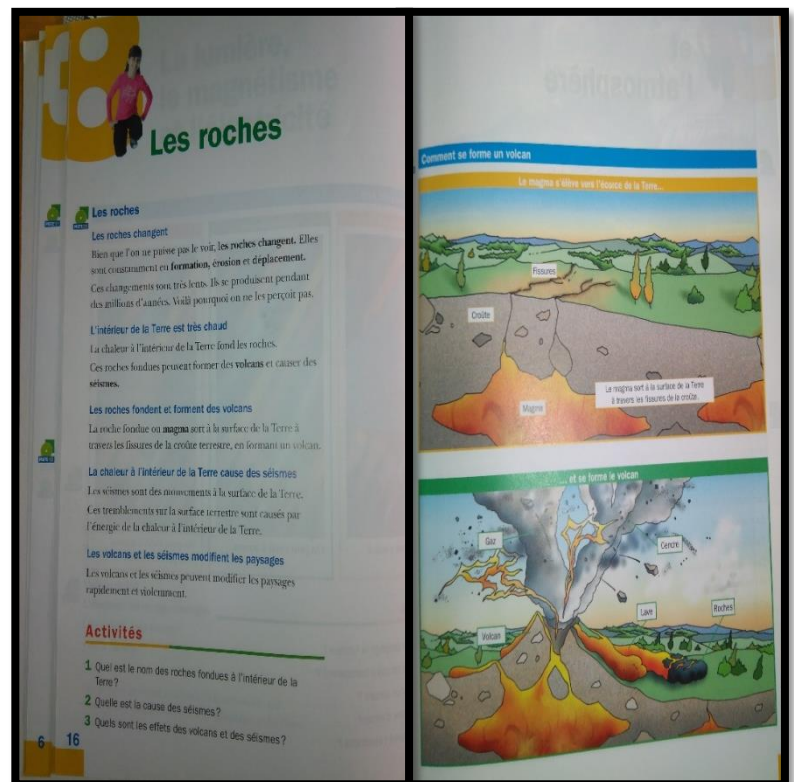 Les roches
Les roches
Les roches changent
Bien que l'on ne puisse pas le voir, les roches changent. Elles
sont constamment en formation, érosion et déplacement.
Ces changements sont très lents. Ils se produisent pendant
des millions d'années. Voilà pourquoi on ne les perçoit pas.
L'intérieur de la Terre est très chaud
La chaleur à l'intérieur de la Terre fond les roches.
Ces roches fondues peuvent former des volcans et causer des
séismes.
Les roches fondent et forment des volcans
La roche fondue ou magma sort à la surface de la Terre à
travers les fissures de la croûte terrestre, en formant un volcan.
La chaleur à l'intérieur de la Terre cause des séismes
Les séismes sont des mouvements à la surface de la Terre.
Ces tremblements sur la surface terrestre sont causés par
l'énergie de la chaleur à l'intérieur de la Terre.
Les volcans et les séismes modifient les paysages
Les volcans et les séismes peuvent modifier les paysages
rapidement et violemment.
Activités
1 Quel est le nom des roches fondues à l'intérieur de la
Terre?
2 Quelle est la cause des séismes?
3 Quels sont les effets des volcans et des séismes?
6 16
Comment se forme un volcan
Le magma s'élève vers l'écorce de la Terre...
Fissures
Croûte
Magma
Le magma sort à la surface de la Terre
à travers les fissures de la croûte.
... et se forme le volcan
Gaz
Cendre
Lave
Roches
Volcan